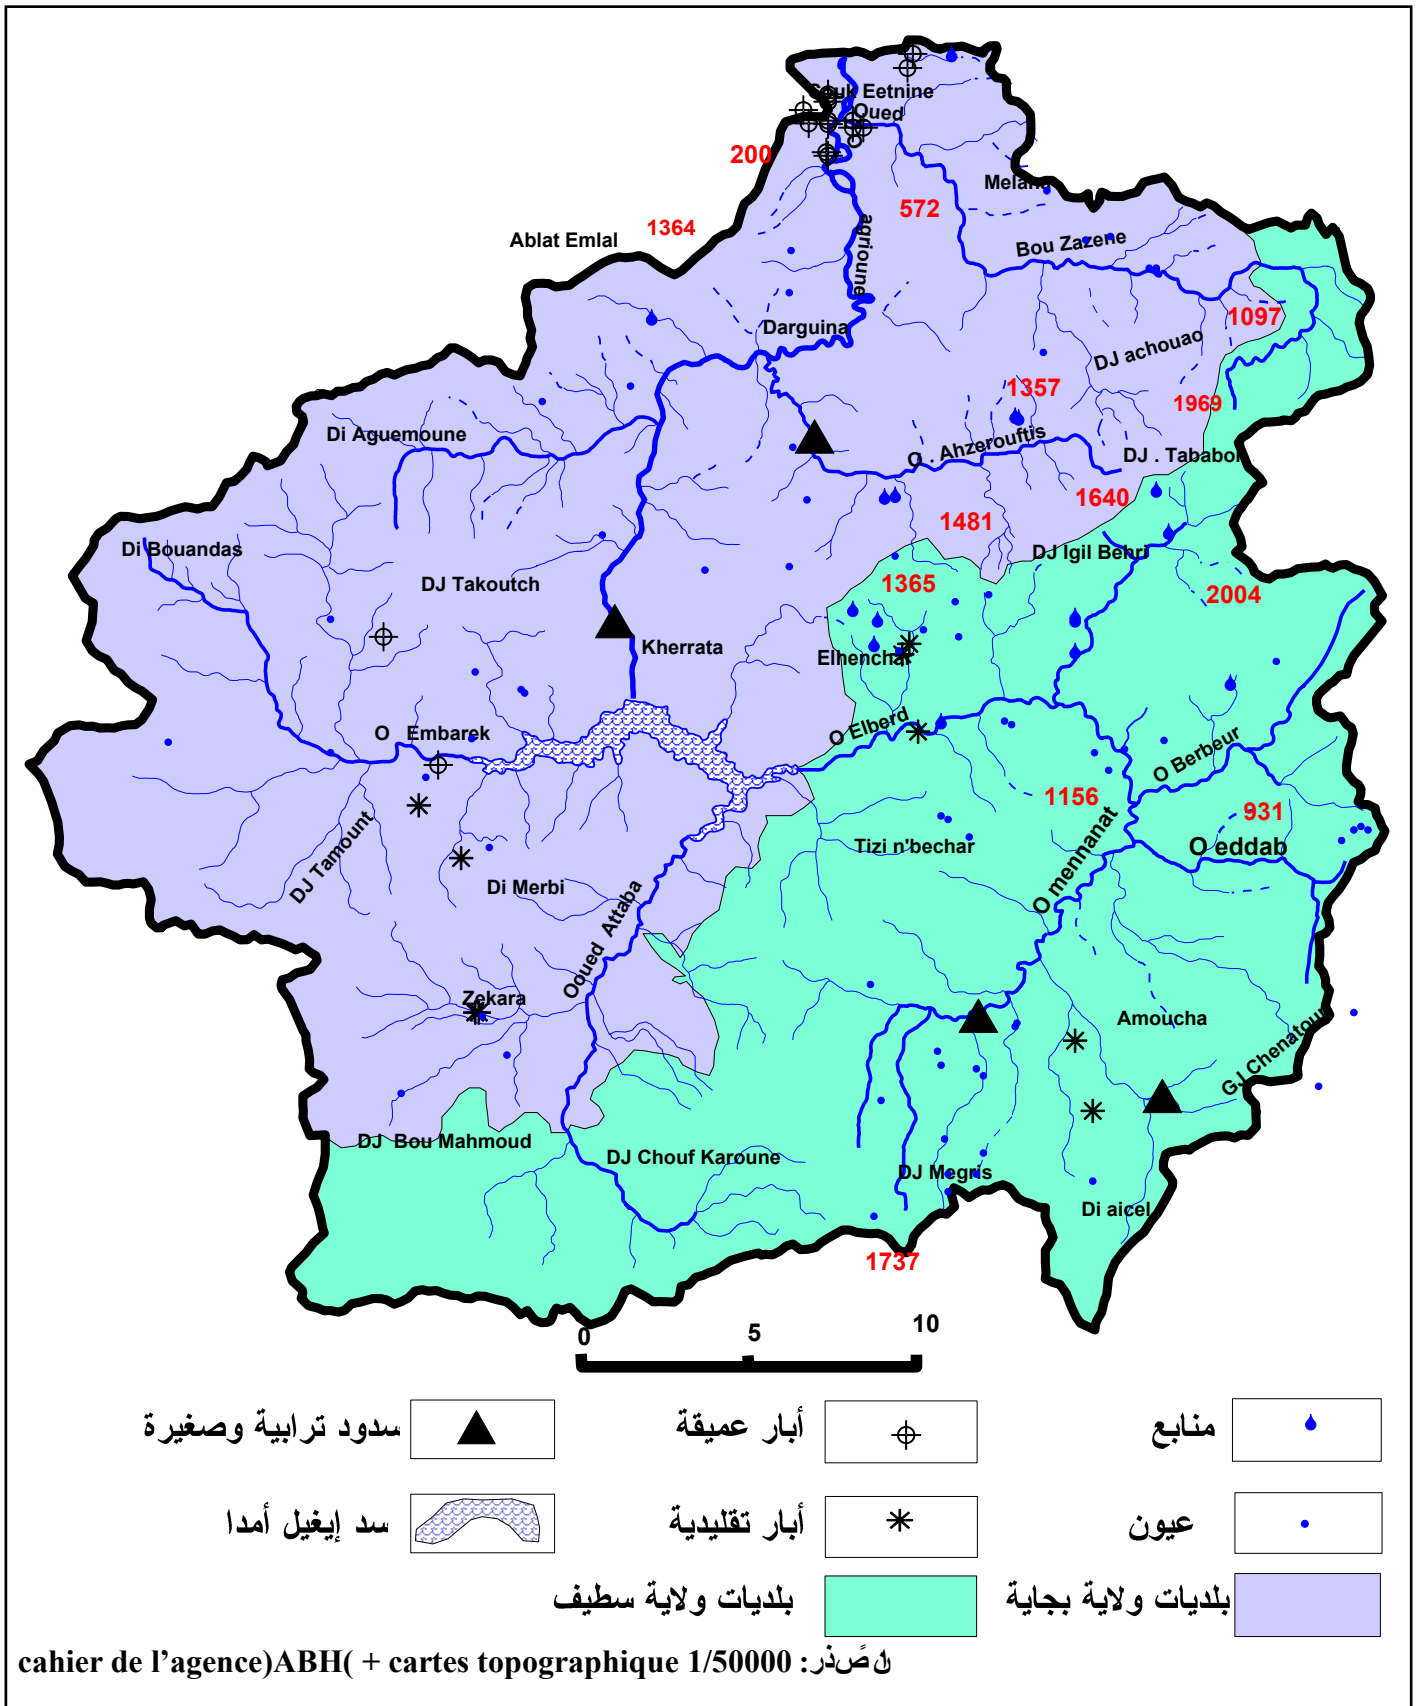 Souk Eetnine
Oued
O
200
Melana
572
1364
Ablat Emlal
agrioune
Bou Zazene
1097
Darguina
DJ achouao
1357
1969
Di Aguemoune
O . Ahzerouftis
DJ . Tababort
1640
1481
Di Bouandas
DJ Igil Behri
DJ Takoutch
1365
2004
Kherrata
Elhenchar
O Elberd
O Embarek
O Berbeur
1156
931
DJ Tamount
Tizi n'bechar
O eddab
O mennanat
Di Merbi
Ooued Attaba
Zekara
Amoucha
GJ Chenatour
DJ Bou Mahmoud
DJ Chouf Karoune
DJ Megris
Di aicel
1737
0 5 10
منابع
أبار عميقة
سدود ترابية وصغيرة
عيون
أبار تقليدية
سد إيغيل أمدا
بلديات ولاية بجاية
بلديات ولاية سطيف
cahier de l'agence)ABH( + cartes topographique 1/50000 :